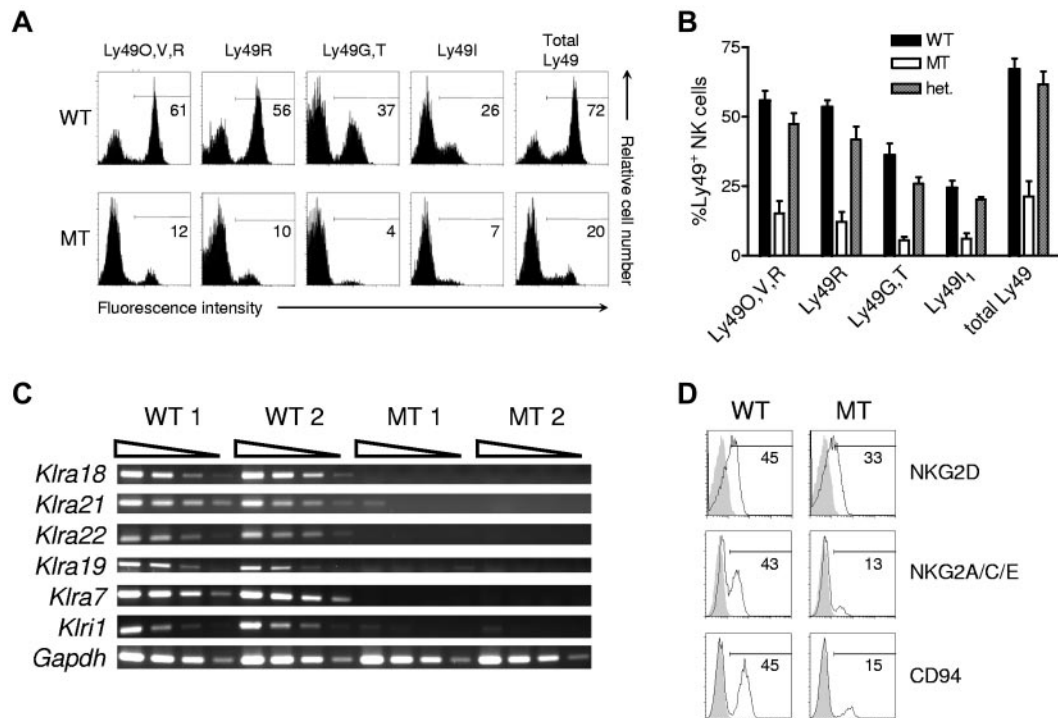 A
Ly49O,V,R Ly49R Ly49G,T Ly49I Total Ly49
WT 61 56 37 26 72
MT 12 10 4 7 20
Relative cell number
Fluorescence intensity
B
WT
MT
het.
%Ly49+ NK cells
75
50
25
0
Ly49O,V,R Ly49R Ly49G,T Ly49I1 total Ly49
C
WT 1 WT 2 MT 1 MT 2
Klra18
Klra21
Klra22
Klra19
Klra7
Klri1
Gapdh
D
WT MT
45 33 NKG2D
43 13 NKG2A/C/E
45 15 CD94